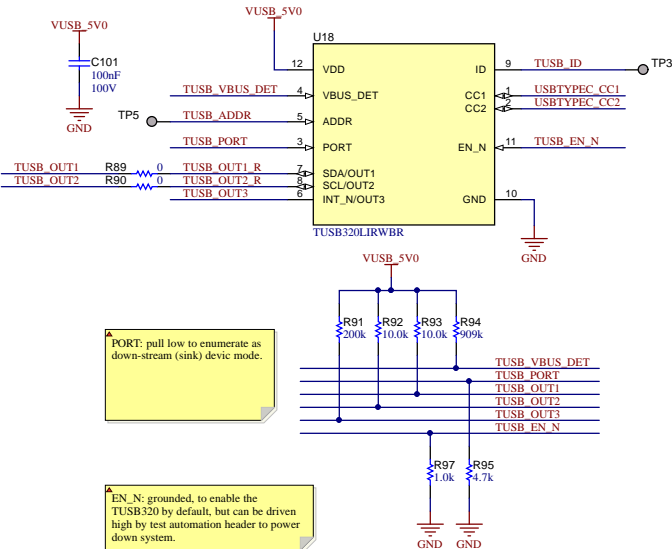 VUSB_5V0
VUSB_5V0
U18
C101
100nF
100V
GND
12 VDD
ID 9 TUSB_ID TP3
TUSB_VBUS_DET 4 VBUS_DET
CC1 1 USBTYPEC_CC1
CC2 2 USBTYPEC_CC2
TP5 TUSB_ADDR 5 ADDR
TUSB_PORT 3 PORT
EN_N 11 TUSB_EN_N
TUSB_OUT1 R89 0 TUSB_OUT1_R 7 SDA/OUT1
TUSB_OUT2 R90 0 TUSB_OUT2_R 8 SCL/OUT2
TUSB_OUT3 6 INT_N/OUT3
GND 10
TUSB320LIRWBR
GND
VUSB_5V0
R91 R92 R93 R94
200k 10.0k 10.0k 909k
PORT: pull low to enumerate as
down-stream (sink) devic mode.
TUSB_VBUS_DET
TUSB_PORT
TUSB_OUT1
TUSB_OUT2
TUSB_OUT3
TUSB_EN_N
R97 R95
1.0k 4.7k
EN_N: grounded, to enable the
TUSB320 by default, but can be driven
high by test automation header to power
down system.
GND GND